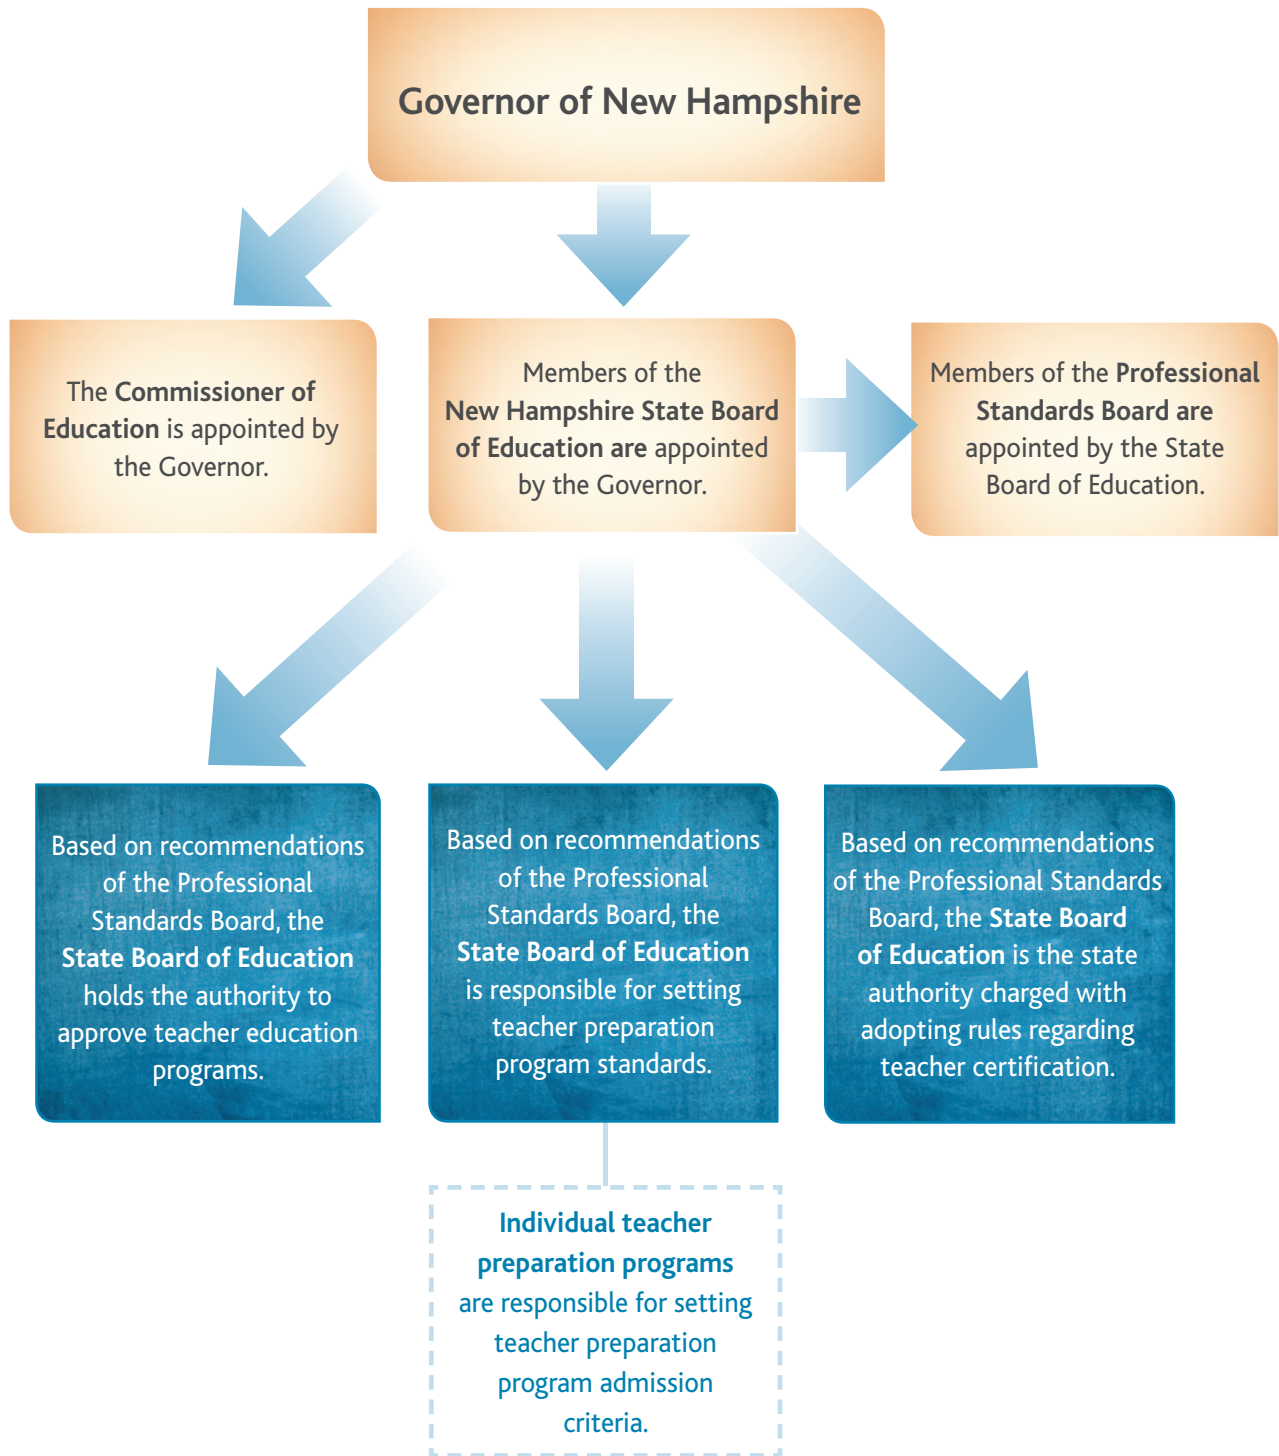 Governor of New Hampshire
The Commissioner of
Education is appointed by
the Governor.
Members of the
New Hampshire State Board
of Education are appointed
by the Governor.
Members of the Professional
Standards Board are
appointed by the State
Board of Education.
Based on recommendations
of the Professional
Standards Board, the
State Board of Education
holds the authority to
approve teacher education
programs.
Based on recommendations
of the Professional
Standards Board, the
State Board of Education
is responsible for setting
teacher preparation
program standards.
Based on recommendations
of the Professional Standards
Board, the State Board
of Education is the state
authority charged with
adopting rules regarding
teacher certification.
Individual teacher
preparation programs
are responsible for setting
teacher preparation
program admission
criteria.